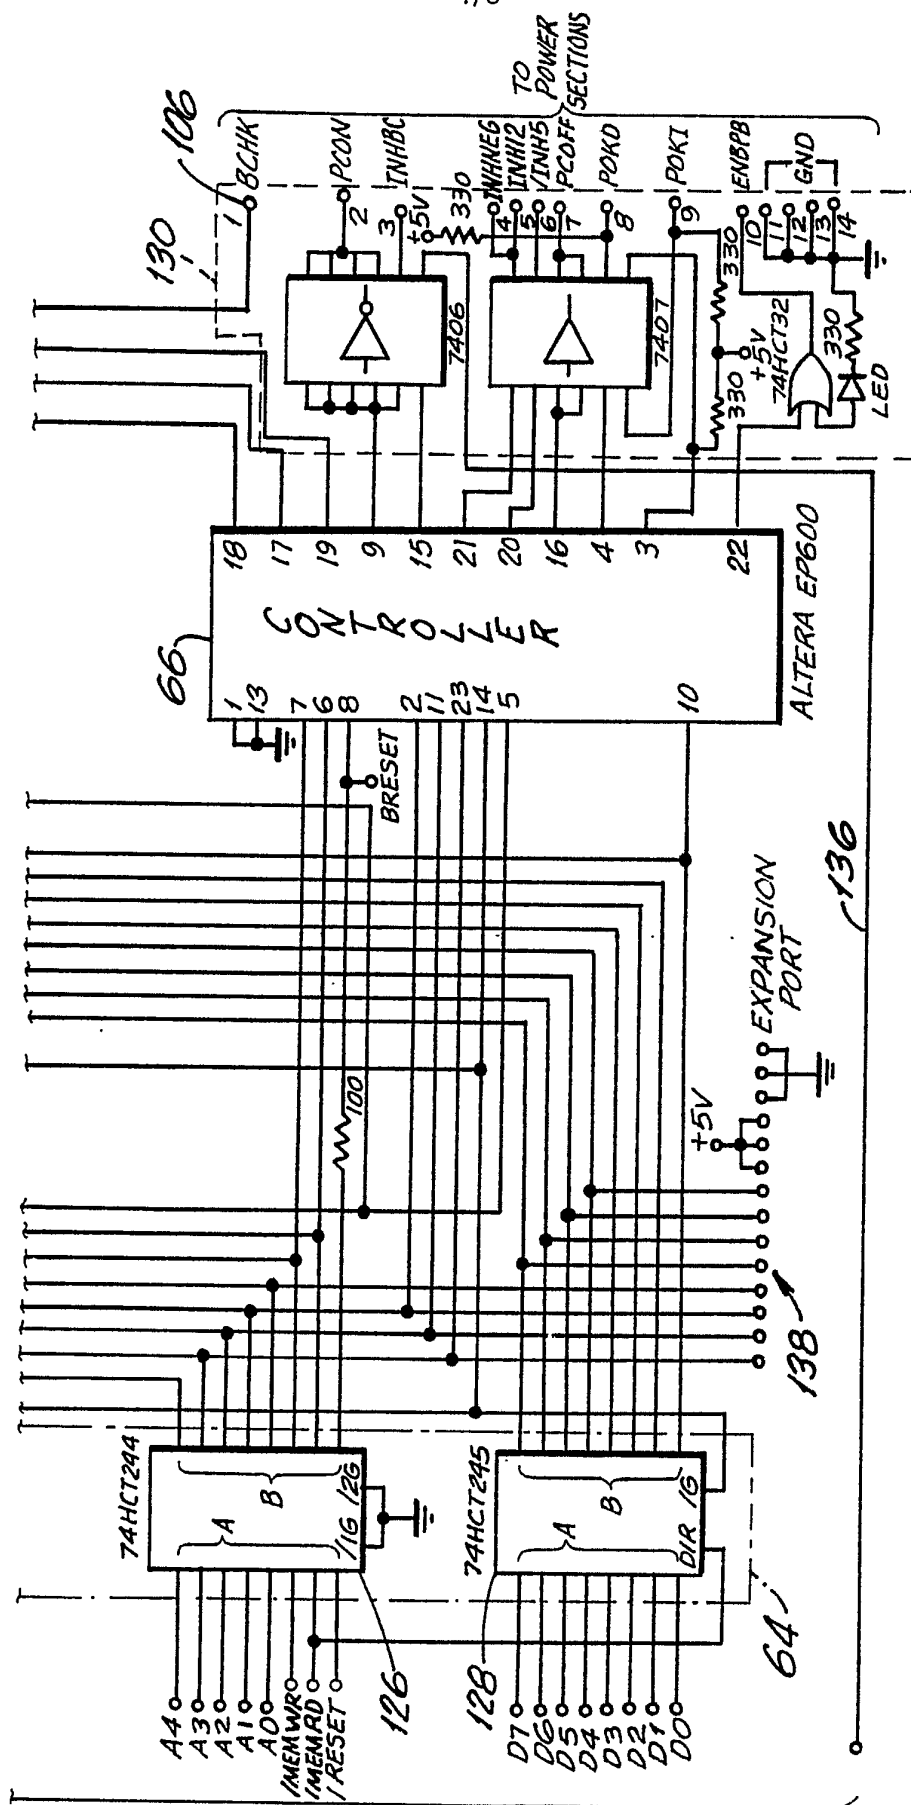 106
130
1 BCHK
PCON
2
INHBC
3
+5V
330
INHNEG
4
INH2
5
/INH5
6
PCOFF
7
POKD
8
POKI
9
ENBPB
10
11
12
13
14
GND
TO
POWER
SECTIONS
7406
7407
330
+5V
330
74HCT32
330
LED
18
17
19
9
15
21
20
16
4
3
22
66
CONTROLLER
1
13
7
6
8
2
11
23
14
5
10
ALTERA EP600
BRESET
100
136
EXPANSION
PORT
+5V
138
74HCT244
A
B
/1G
/2G
126
A4
A3
A2
A1
A0
/MEMWR
/MEMRD
/RESET
74HCT245
A
B
DIR
/G
128
D7
D6
D5
D4
D3
D2
D1
D0
64